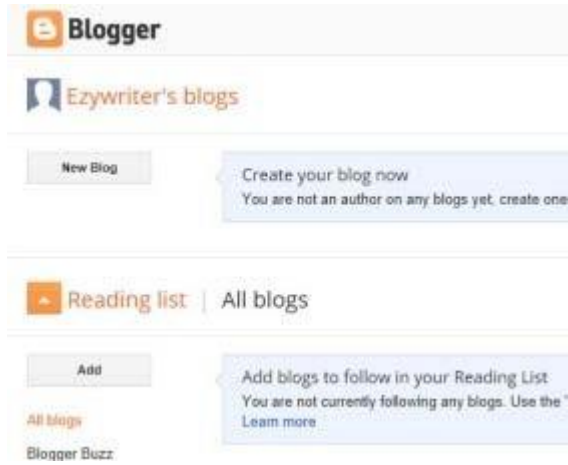 Blogger
Ezywriter's blogs
New Blog
Create your blog now
You are not an author on any blogs yet, create one
Reading list | All blogs
Add
Add blogs to follow in your Reading List
You are not currently following any blogs. Use the "
Learn more
All blogs
Blogger Buzz